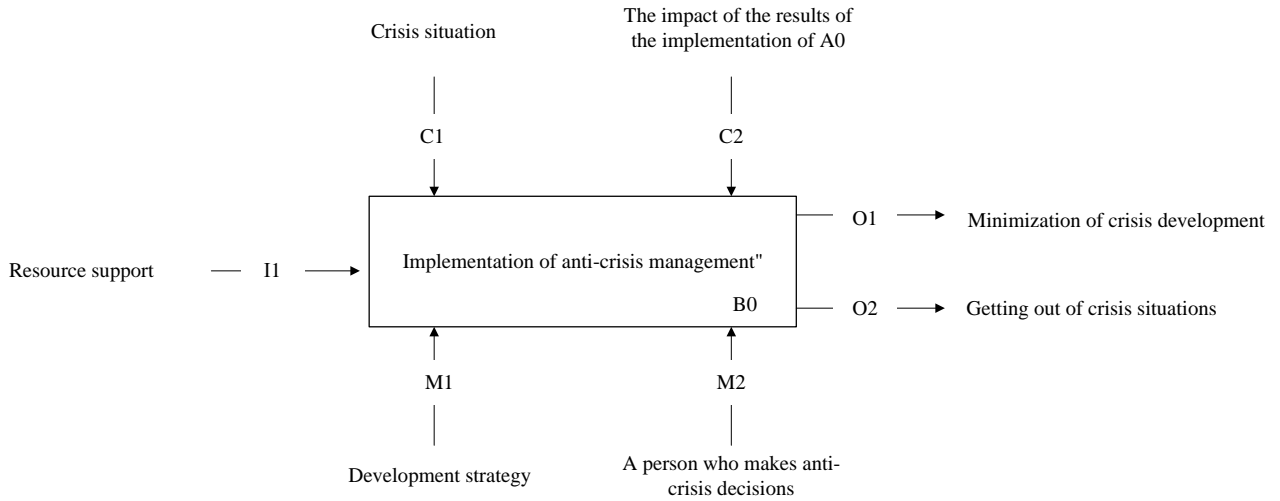 Crisis situation
The impact of the results of
the implementation of A0
C1
C2
Resource support
I1
Implementation of anti-crisis management"
B0
O1
Minimization of crisis development
O2
Getting out of crisis situations
M1
M2
Development strategy
A person who makes anti-
crisis decisions